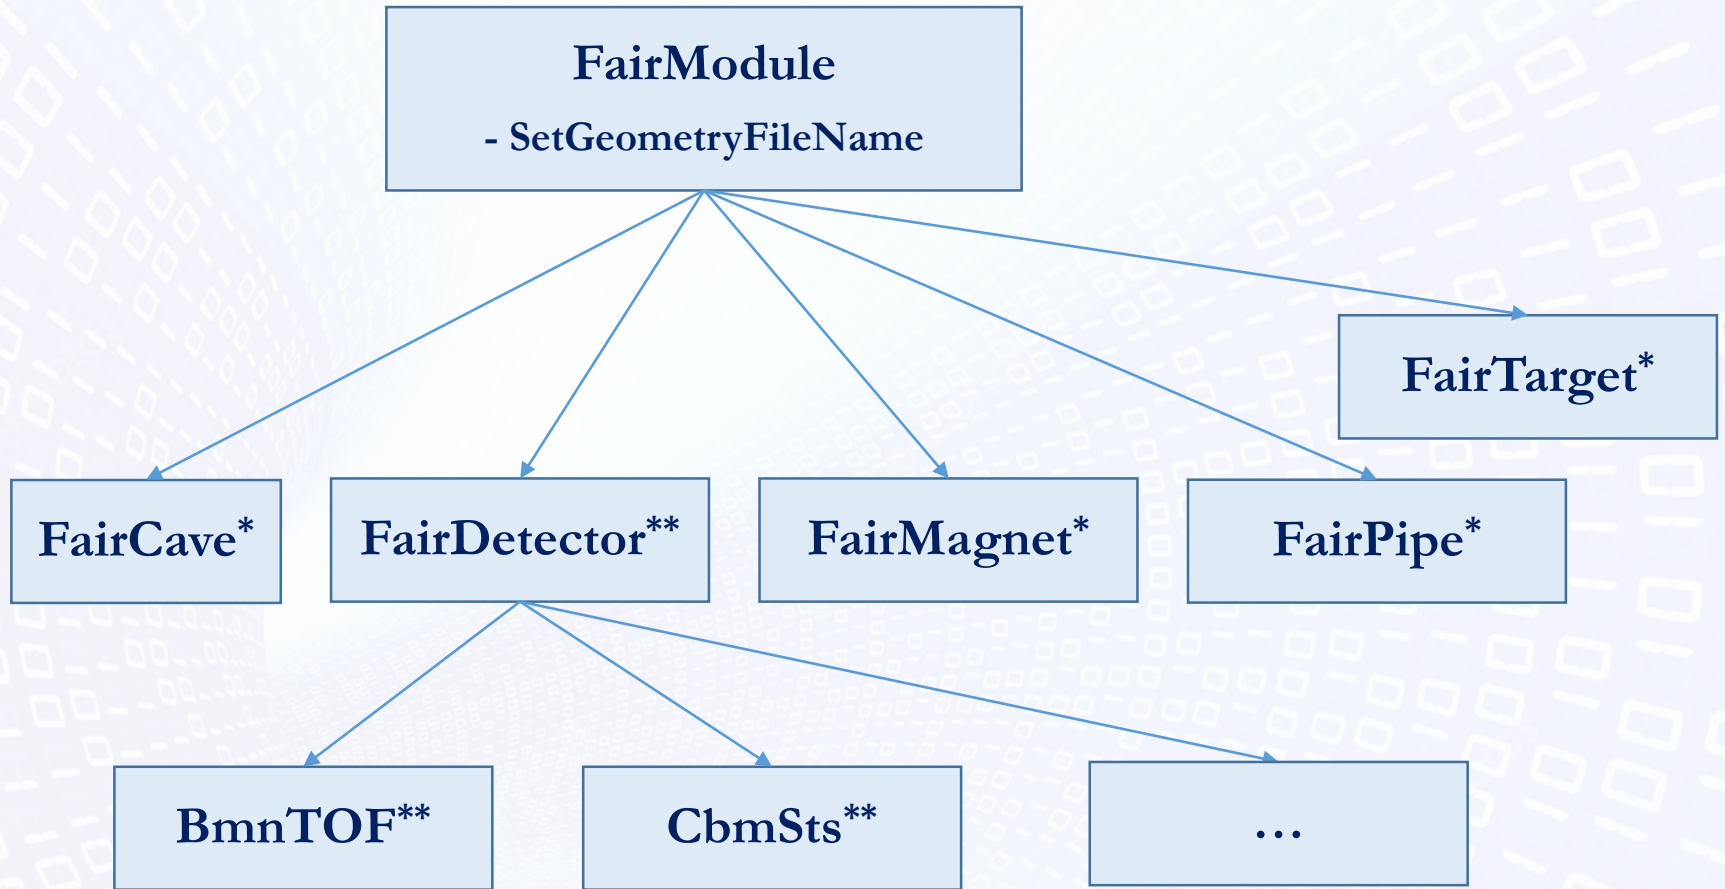 FairModule
- SetGeometryFileName
FairTarget*
FairCave*
FairDetector**
FairMagnet*
FairPipe*
BmnTOF**
CbmSts**
...